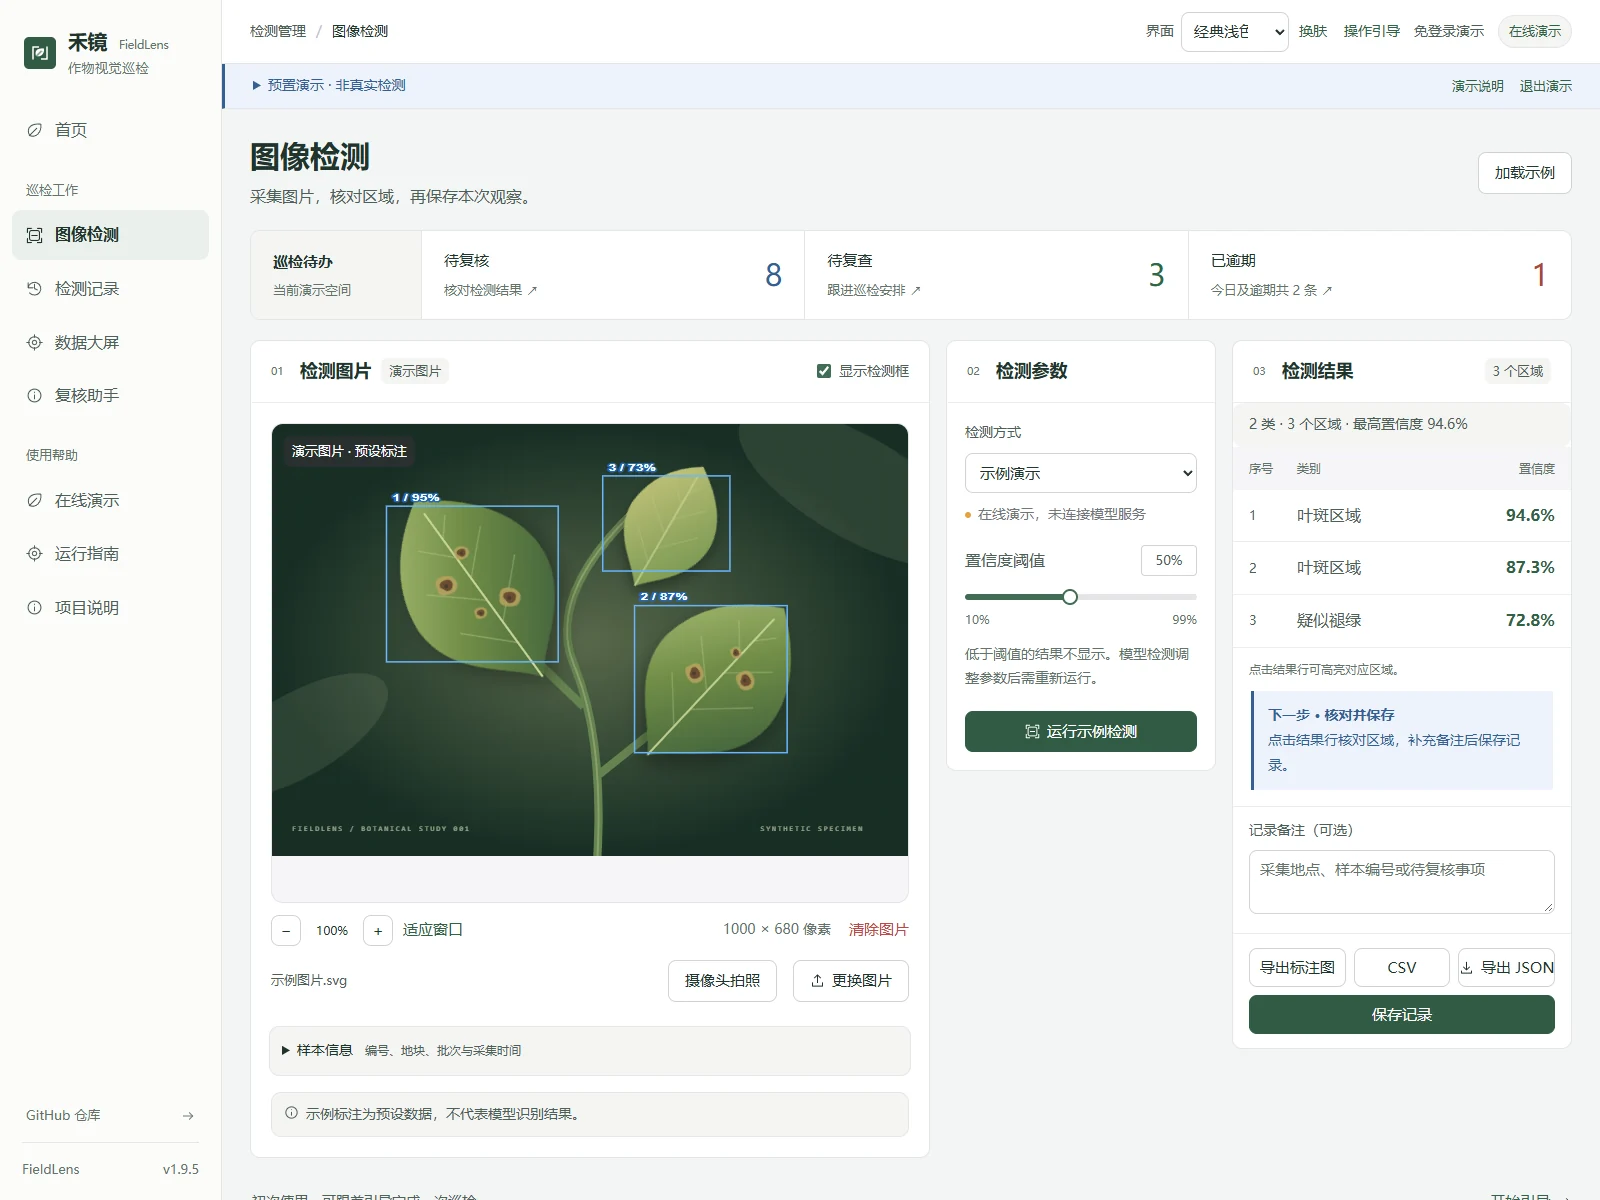 禾镜 FieldLens
作物视觉巡检
首页
巡检工作
图像检测
检测记录
数据大屏
复核助手
使用帮助
在线演示
运行指南
项目说明
GitHub 仓库 →
FieldLens v1.9.5
检测管理 / 图像检测
界面 经典浅色 换肤 操作引导 免登录演示 在线演示
预置演示 · 非真实检测
演示说明 退出演示
图像检测
采集图片，核对区域，再保存本次观察。
加载示例
巡检待办
当前演示空间
待复核
核对检测结果 ↗
8
待复查
跟进巡检安排 ↗
3
已逾期
今日及逾期共 2 条 ↗
1
01 检测图片 演示图片
显示检测框
演示图片 · 预设标注
1 / 95%
3 / 73%
2 / 87%
FIELDLENS / BOTANICAL STUDY 001
SYNTHETIC SPECIMEN
− 100% + 适应窗口
1000 × 680 像素 清除图片
示例图片.svg
摄像头拍照
更换图片
样本信息 编号、地块、批次与采集时间
示例标注为预设数据，不代表模型识别结果。
02 检测参数
检测方式
示例演示
在线演示，未连接模型服务
置信度阈值 50%
10% 99%
低于阈值的结果不显示。模型检测调
整参数后需重新运行。
运行示例检测
03 检测结果 3 个区域
2 类 · 3 个区域 · 最高置信度 94.6%
序号 类别 置信度
1 叶斑区域 94.6%
2 叶斑区域 87.3%
3 疑似褪绿 72.8%
点击结果行可高亮对应区域。
下一步 • 核对并保存
点击结果行核对区域，补充备注后保存记
录。
记录备注（可选）
采集地点、样本编号或待复核事项
导出标注图 CSV 导出 JSON
保存记录